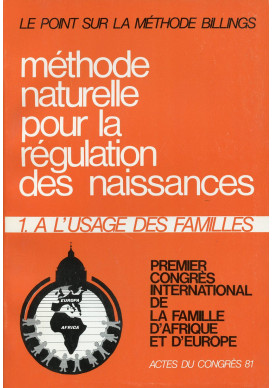 LE POINT SUR LA MÉTHODE BILLINGS
méthode
naturelle
pour la
régulation
des naissances
1. A L'USAGE DES FAMILLES
PREMIER
CONGRÈS
INTERNATIONAL
DE
LA FAMILLE
D'AFRIQUE
ET D'EUROPE
EUROPA
AFRICA
ACTES DU CONGRÈS 81